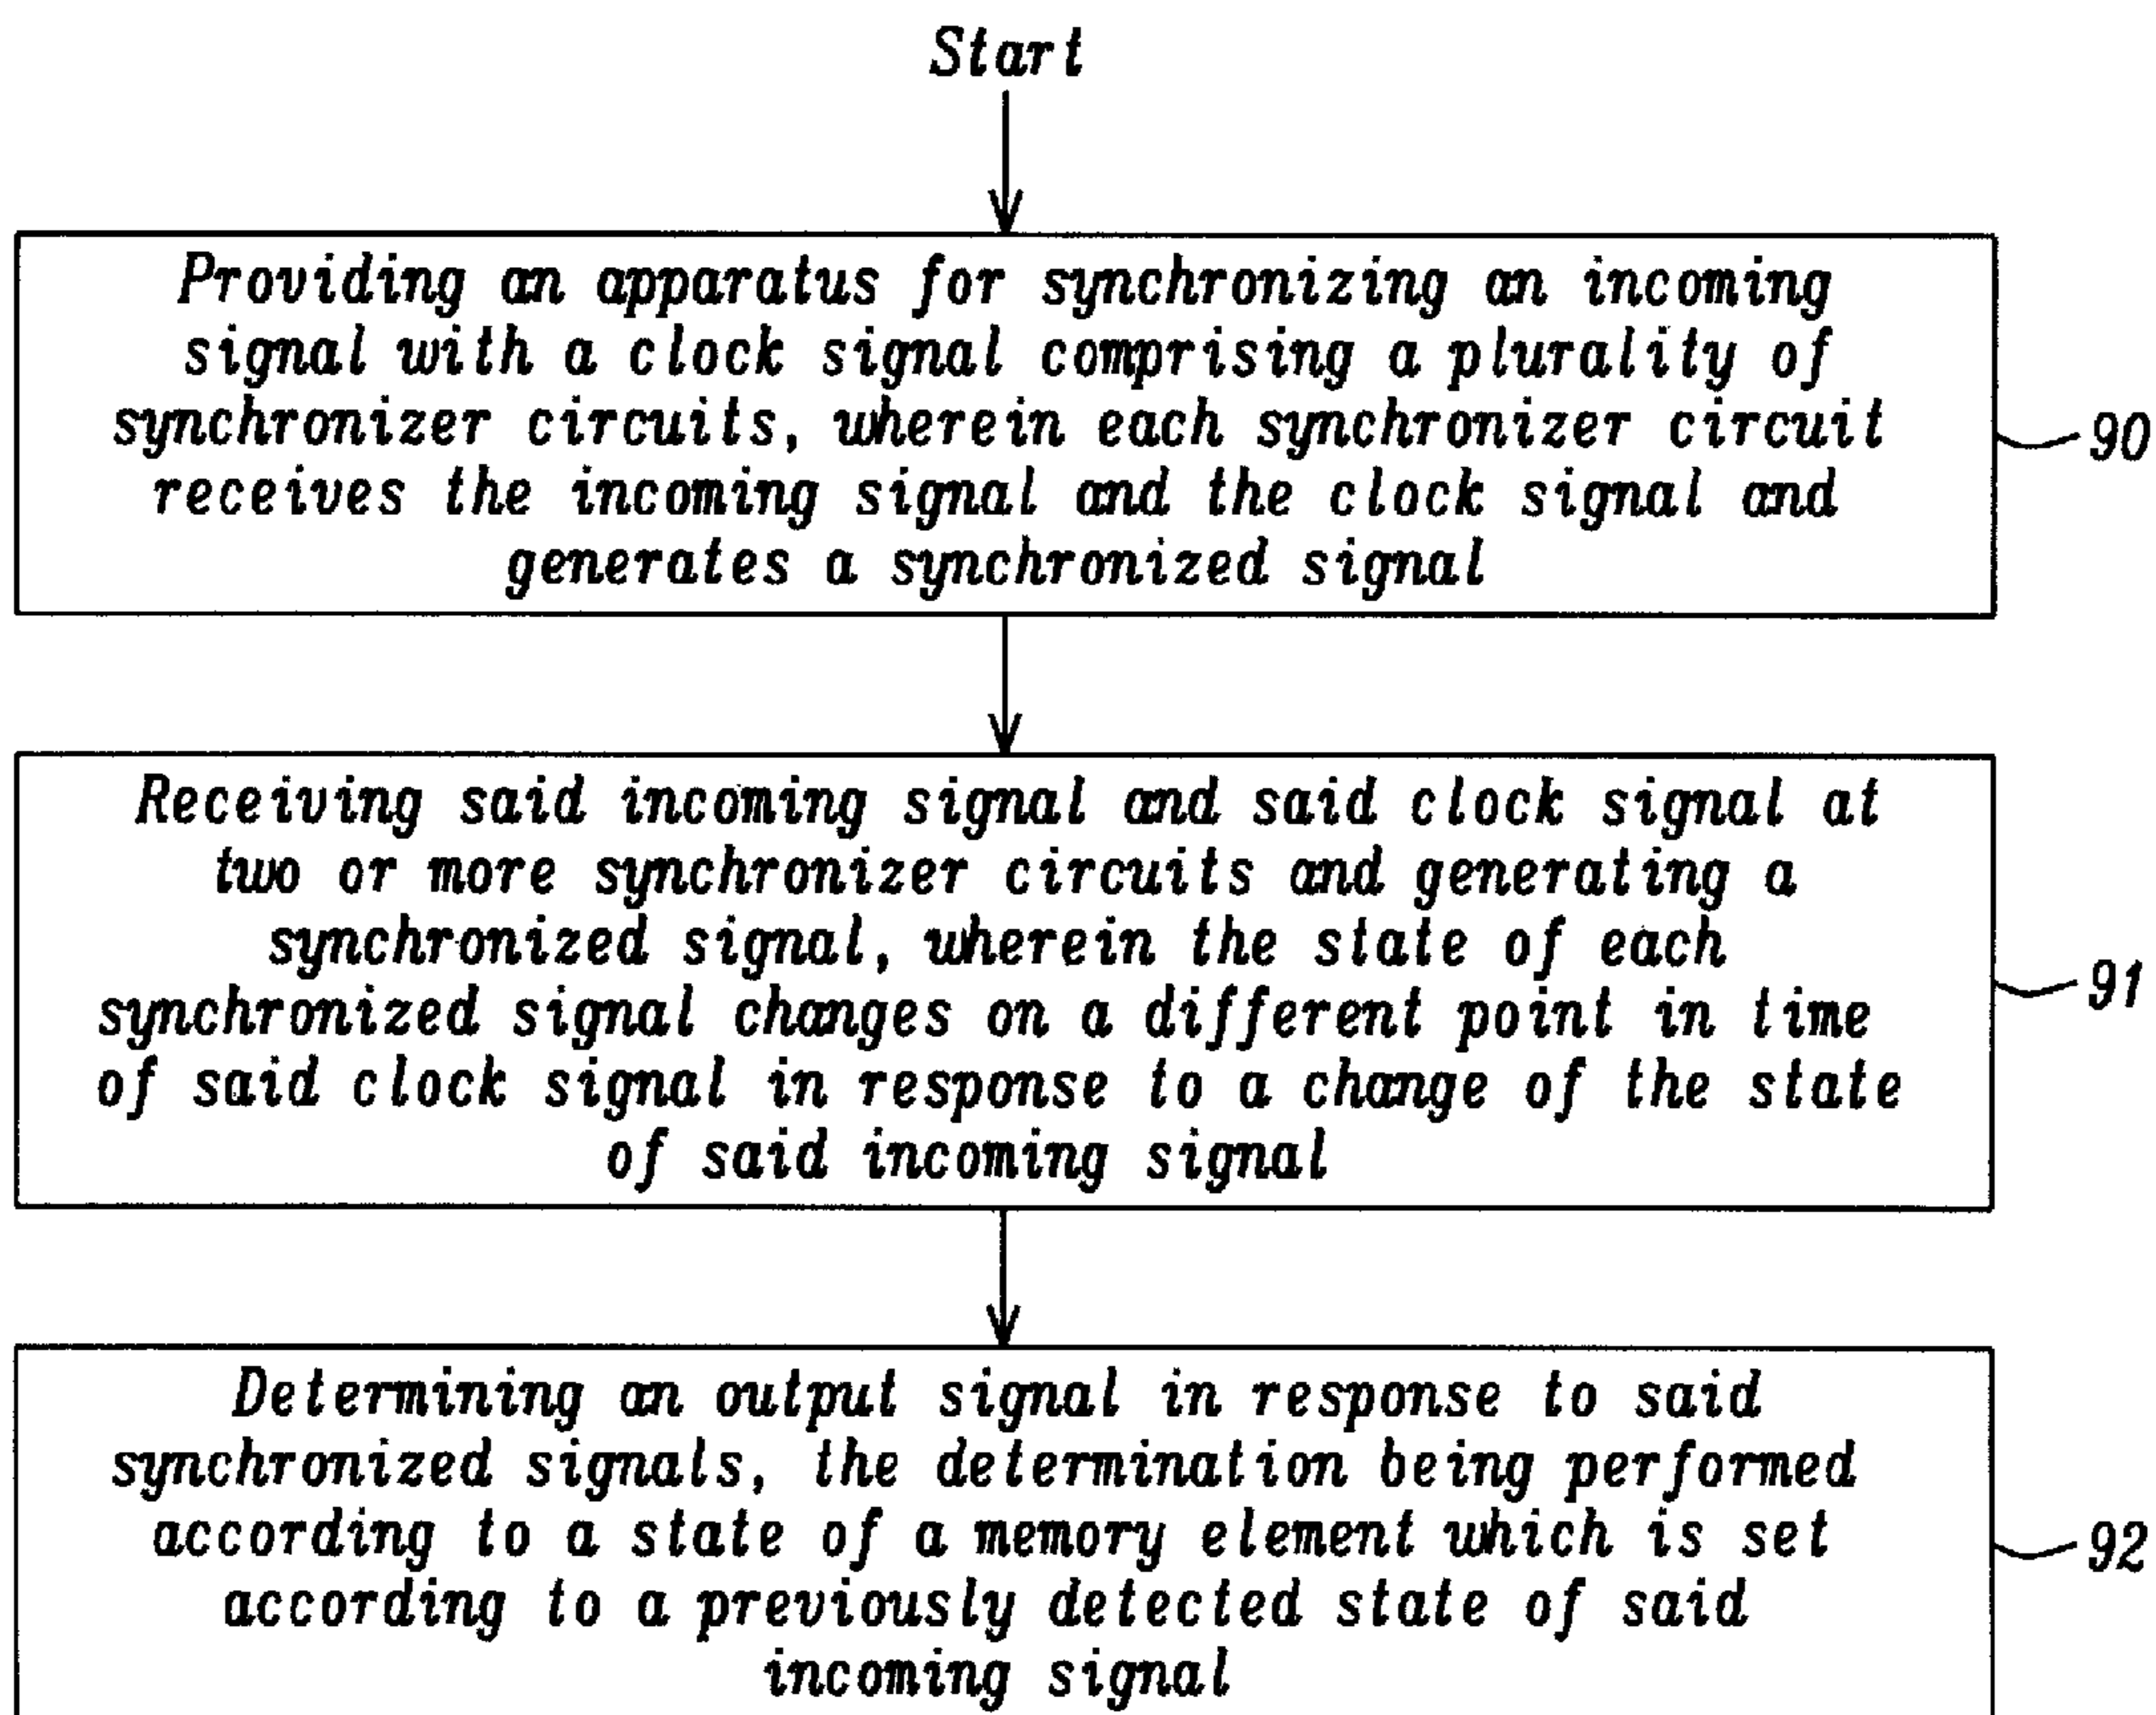 Start
Providing an apparatus for synchronizing an incoming
signal with a clock signal comprising a plurality of
synchronizer circuits, wherein each synchronizer circuit
receives the incoming signal and the clock signal and
generates a synchronized signal
90
Receiving said incoming signal and said clock signal at
two or more synchronizer circuits and generating a
synchronized signal, wherein the state of each
synchronized signal changes on a different point in time
of said clock signal in response to a change of the state
of said incoming signal
91
Determining an output signal in response to said
synchronized signals, the determination being performed
according to a state of a memory element which is set
according to a previously detected state of said
incoming signal
92